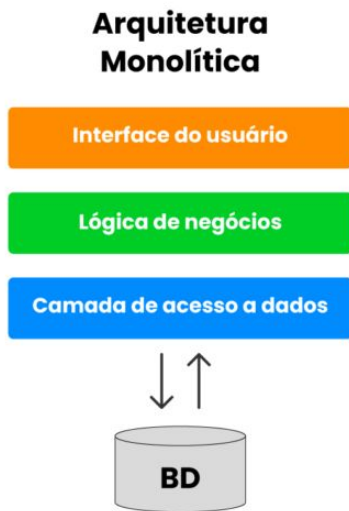 Arquitetura
Monolítica
Interface do usuário
Lógica de negócios
Camada de acesso a dados
BD